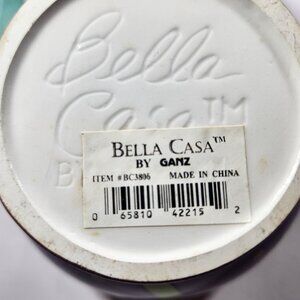 Bella
Casa™
B
BELLA CASA™
BY GANZ
ITEM #BC3806 MADE IN CHINA
0 65810 42215 2